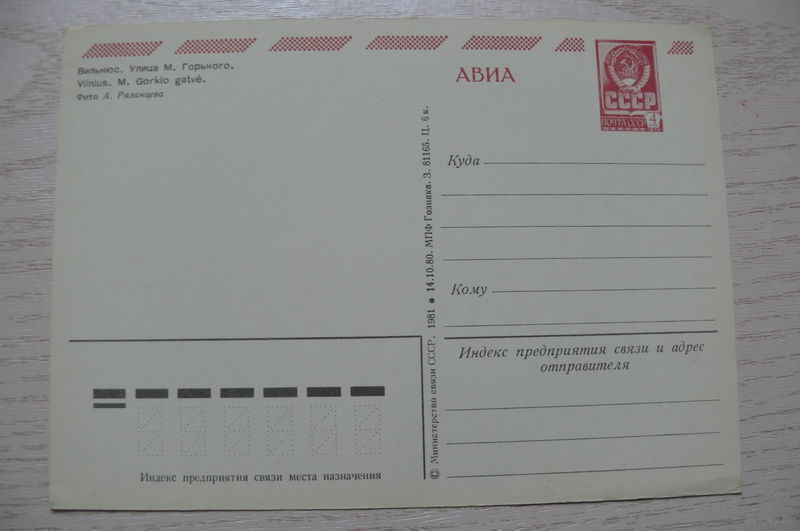 Вильнюс. Улица М. Горького.
Vilnius. M. Gorkio gatvė.
Фото А. Рязанцева
АВИА
СССР
ПОЧТА СССР
4
Куда
Кому
Индекс предприятия связи и адрес
отправителя
© Министерство связи СССР. 1981 ● 14.10.80. МПФ Гознака. З. 81165. Ц. 6 к.
Индекс предприятия связи места назначения